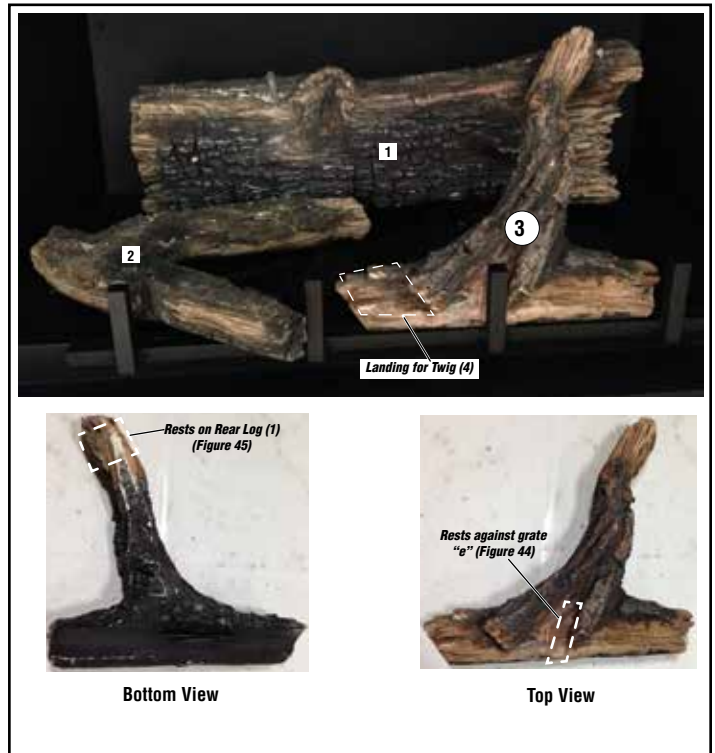 1
2
3
Landing for Twig (4)
Rests on Rear Log (1)
(Figure 45)
Bottom View
Rests against grate
“e” (Figure 44)
Top View